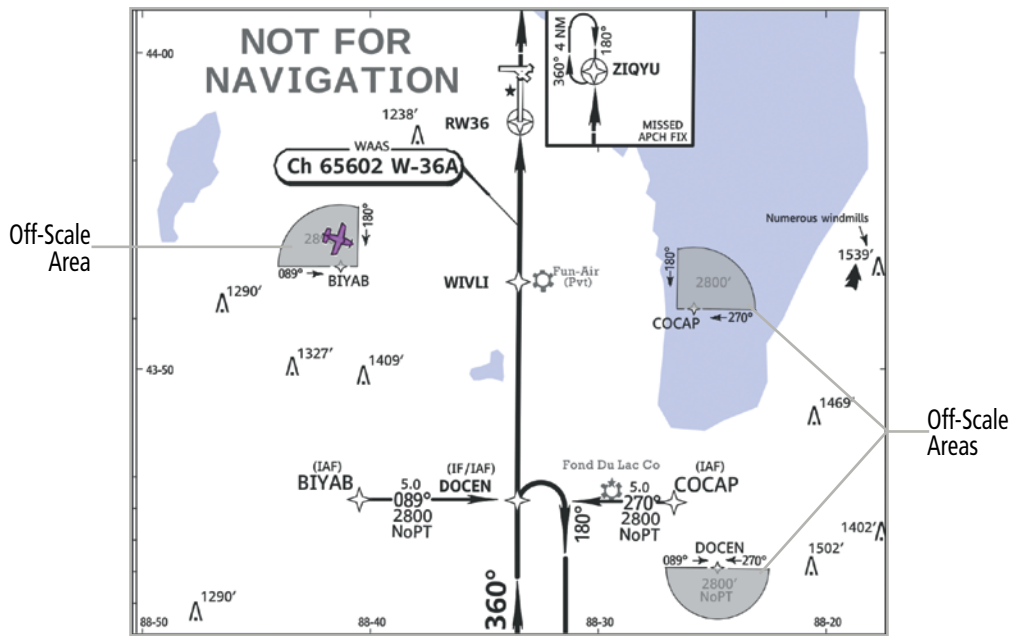 44-00
NOT FOR
NAVIGATION
360° 4 NM
180°
ZIQYU
MISSED
APCH FIX
1238'
RW36
WAAS
Ch 65602 W-36A
Off-Scale
Area
180°
089°
BIYAB
Numerous windmills
1539'
WIVLI
Fun-Air
(Pvt)
180°
2800'
COCAP
270°
1290'
43-50
1327'
1409'
1469'
Off-Scale
Areas
(IAF)
BIYAB
5.0
089°
2800
NoPT
(IF/IAF)
DOCEN
Fond Du Lac Co
(IAF)
COCAP
5.0
270°
2800
NoPT
180°
1402'
1502'
DOCEN
089°
270°
2800'
NoPT
360°
1290'
88-50
88-40
88-30
88-20